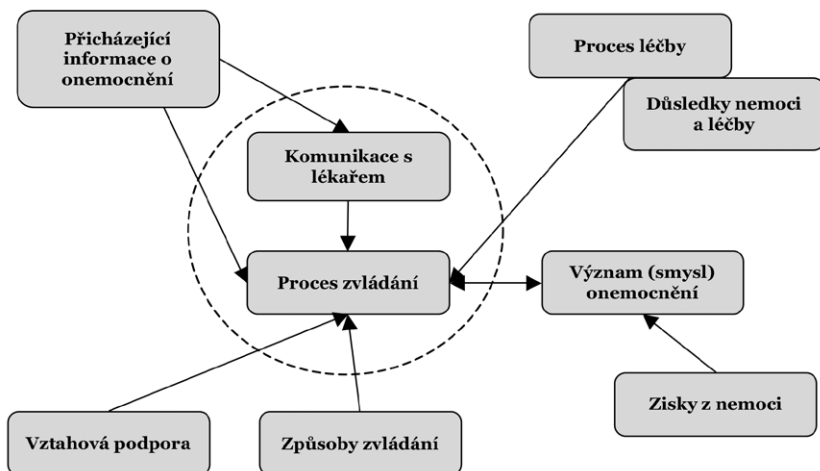 Přicházející
informace o
onemocnění
Proces léčby
Důsledky nemoci
a léčby
Komunikace s
lékařem
Proces zvládání
Význam (smysl)
onemocnění
Zisky z nemoci
Vztahová podpora
Způsoby zvládání